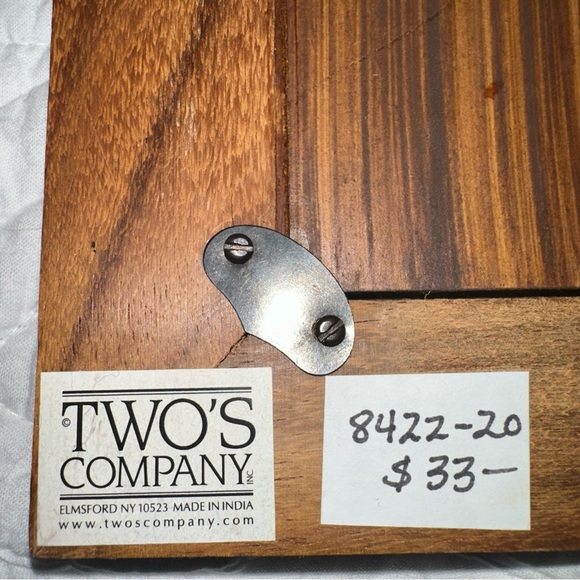 © TWO'S
COMPANY INC.
ELMSFORD NY 10523 MADE IN INDIA
www.twoscompany.com
8422-20
$33—